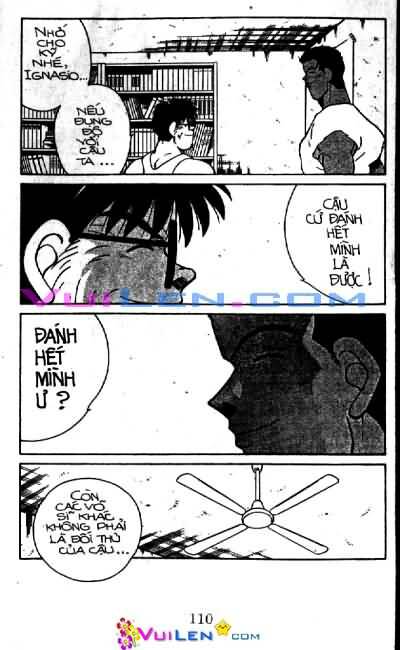 NHỚ
CHO
KỸ
NHÉ,
IGNASIO...
NẾU
ĐỤNG
ĐỘ
VỚI
CẬU
TA ...
CẬU
CỨ ĐÁNH
HẾT
MÌNH
LÀ
ĐƯỢC!
VUILEN.COM
ĐÁNH
HẾT
MÌNH
Ư ?
CÒN
CÁC VÕ
SĨ KHÁC
KHÔNG PHẢI
LÀ ĐỐI THỦ
CỦA CẬU...
110
VUILEN.COM